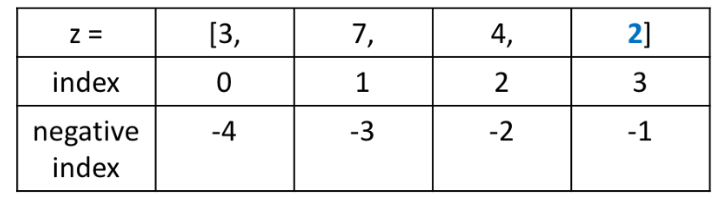 z = [3, 7, 4, 2]
index 0 1 2 3
negative index -4 -3 -2 -1